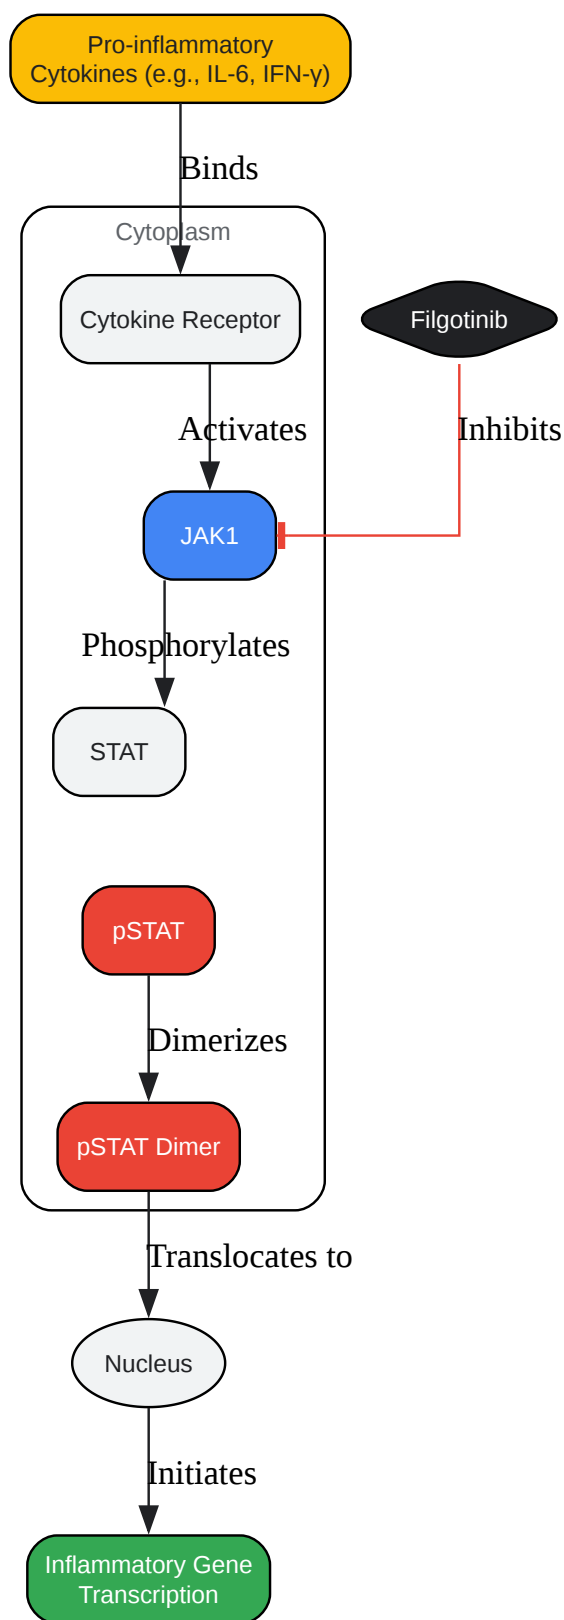 Pro-inflammatory
Cytokines (e.g., IL-6, IFN-γ)
Binds
Cytoplasm
Cytokine Receptor
Filgotinib
Activates
Inhibits
JAK1
Phosphorylates
STAT
pSTAT
Dimerizes
pSTAT Dimer
Translocates to
Nucleus
Initiates
Inflammatory Gene
Transcription